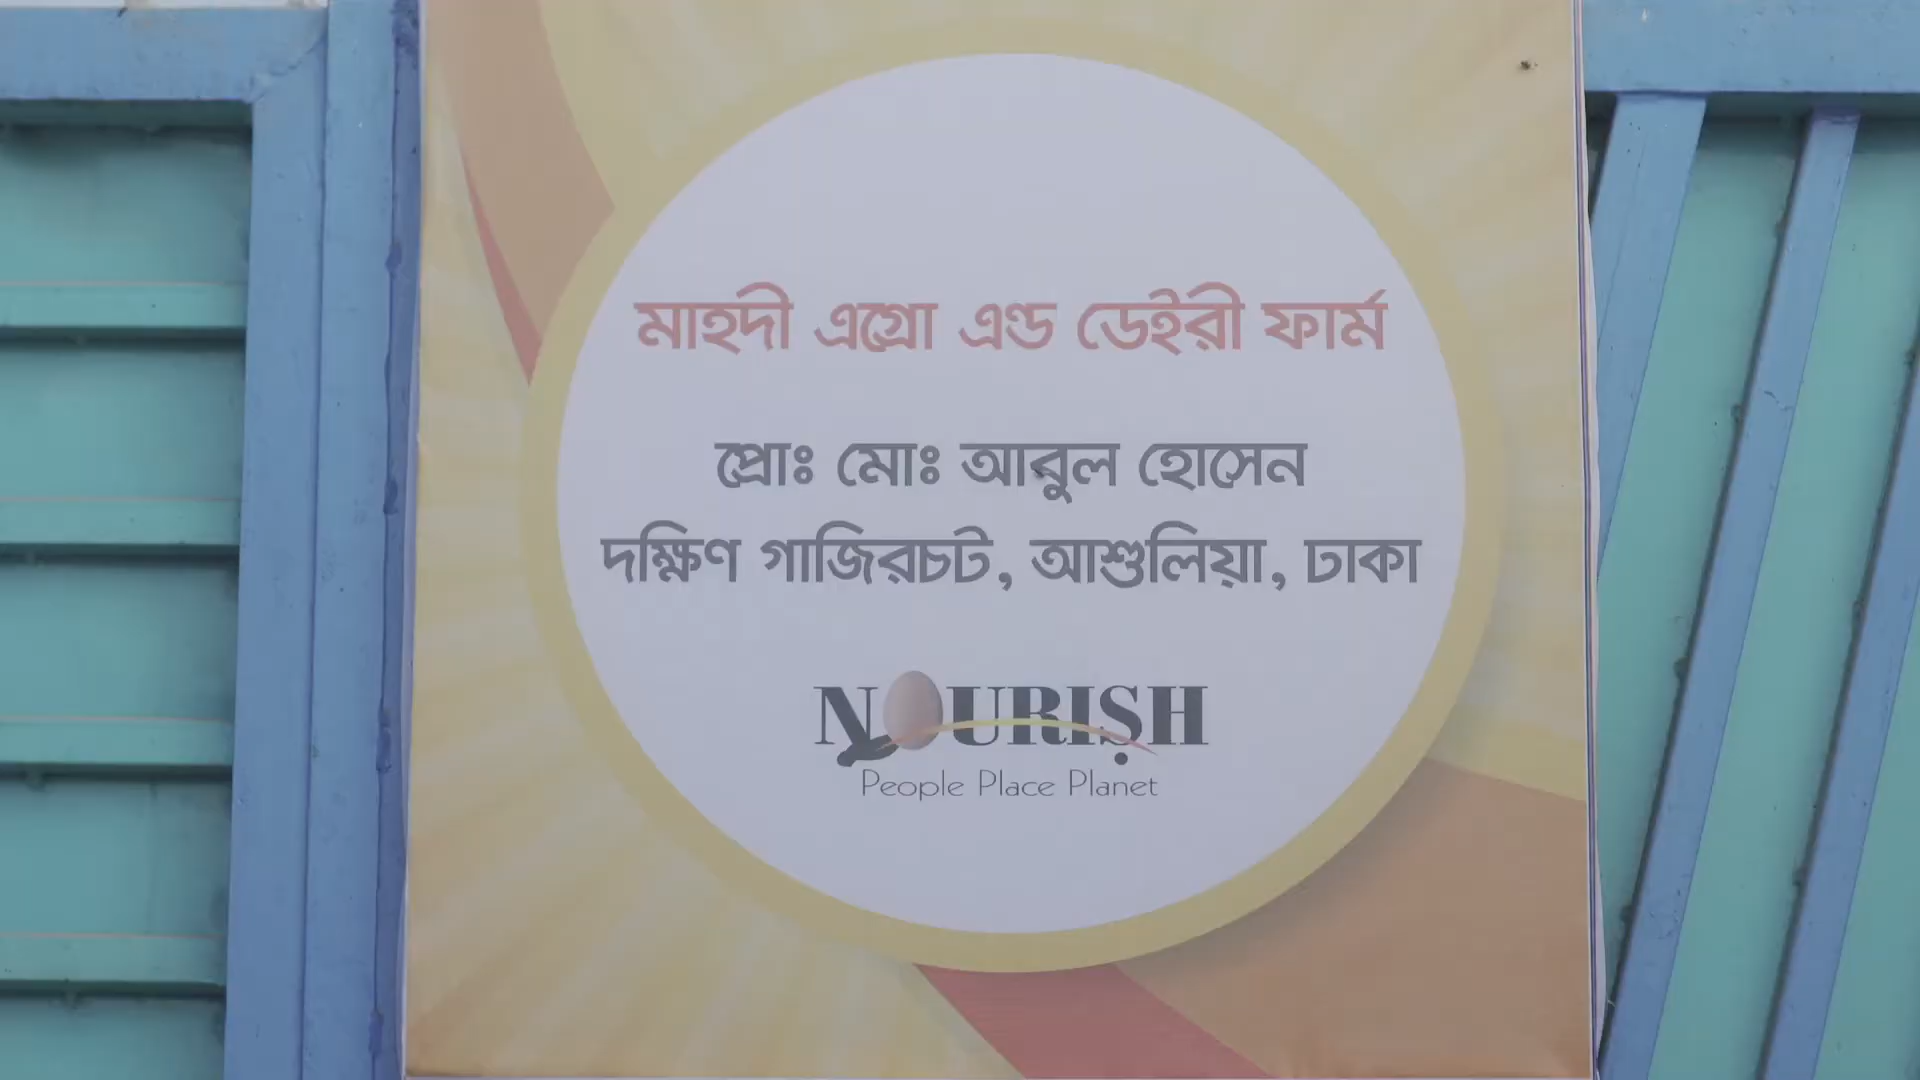 মাহদী এগ্রো এন্ড ডেইরী ফার্ম
প্রোঃ মোঃ আবুল হোসেন
দক্ষিণ গাজিরচট, আশুলিয়া, ঢাকা
NOURISH
People Place Planet